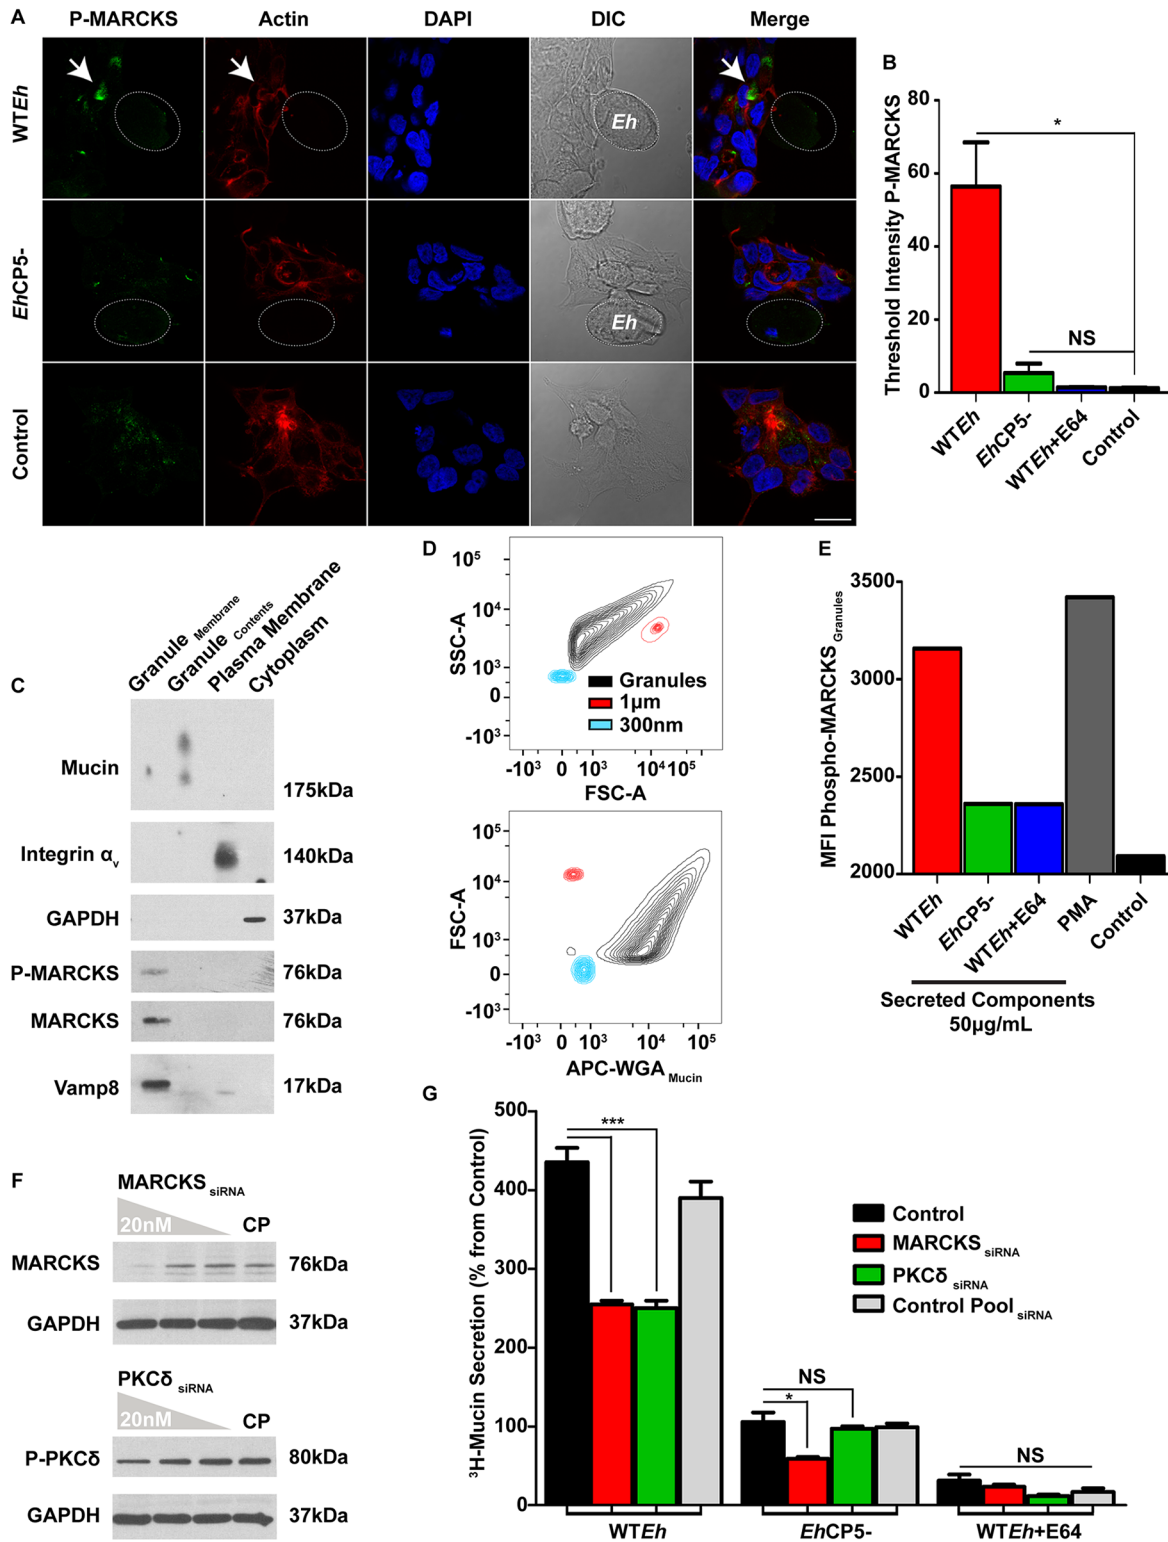 A
P-MARCKS Actin DAPI DIC Merge
WTEh
Eh
EhCP5-
Eh
Control
B
Threshold Intensity P-MARCKS
80
60
40
20
0
*
NS
WTEh
EhCP5-
WTEh+E64
Control
C
Granule Membrane
Granule Contents
Plasma Membrane
Cytoplasm
Mucin 175kDa
Integrin αv 140kDa
GAPDH 37kDa
P-MARCKS 76kDa
MARCKS 76kDa
Vamp8 17kDa
D
SSC-A
10⁵
10⁴
10³
0
-10³
Granules
1µm
300nm
-10³ 0 10³ 10⁴ 10⁵
FSC-A
FSC-A
10⁵
10⁴
10³
0
-10³
-10³ 0 10³ 10⁴ 10⁵
APC-WGA Mucin
E
MFI Phospho-MARCKS Granules
3500
3000
2500
2000
WTEh
EhCP5-
WTEh+E64
PMA
Control
Secreted Components
50µg/mL
F
MARCKS siRNA
20nM CP
MARCKS 76kDa
GAPDH 37kDa
PKCδ siRNA
20nM CP
P-PKCδ 80kDa
GAPDH 37kDa
G
³H-Mucin Secretion (% from Control)
500
400
300
200
100
0
***
NS
*
NS
Control
MARCKS siRNA
PKCδ siRNA
Control Pool siRNA
WTEh EhCP5- WTEh+E64